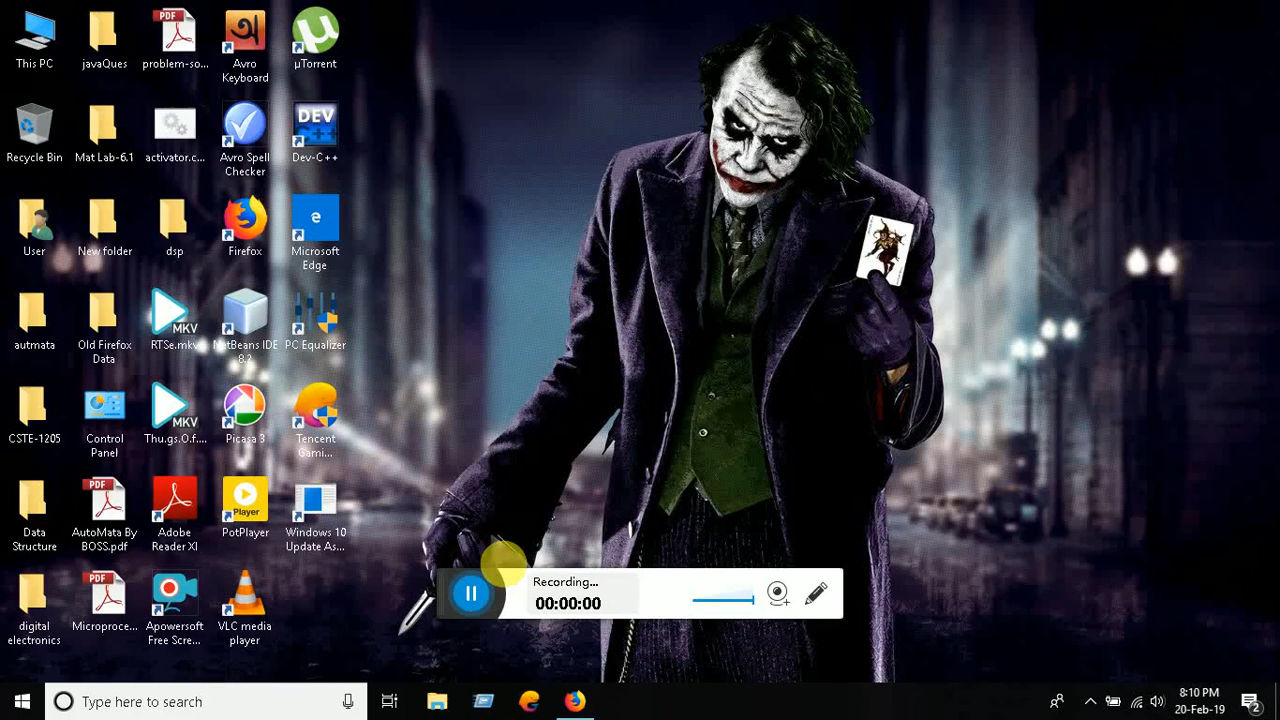 This PC
javaQues
PDF
problem-so...
অ
Avro
Keyboard
µ
µTorrent
Recycle Bin
Mat Lab-6.1
activator.c...
Avro Spell
Checker
DEV
C++
Dev-C++
User
New folder
dsp
Firefox
e
Microsoft
Edge
autmata
Old Firefox
Data
MKV
RTSe.mkv
NetBeans IDE
8.2
PC Equalizer
CSTE-1205
Control
Panel
MKV
Thu.gs.O.f....
Picasa 3
Tencent
Gami...
Data
Structure
PDF
AutoMata By
BOSS.pdf
Adobe
Reader XI
Player
PotPlayer
Windows 10
Update As...
digital
electronics
PDF
Microproce...
Apowersoft
Free Scre...
VLC media
player
Recording...
00:00:00
Type here to search
8:10 PM
20-Feb-19
2